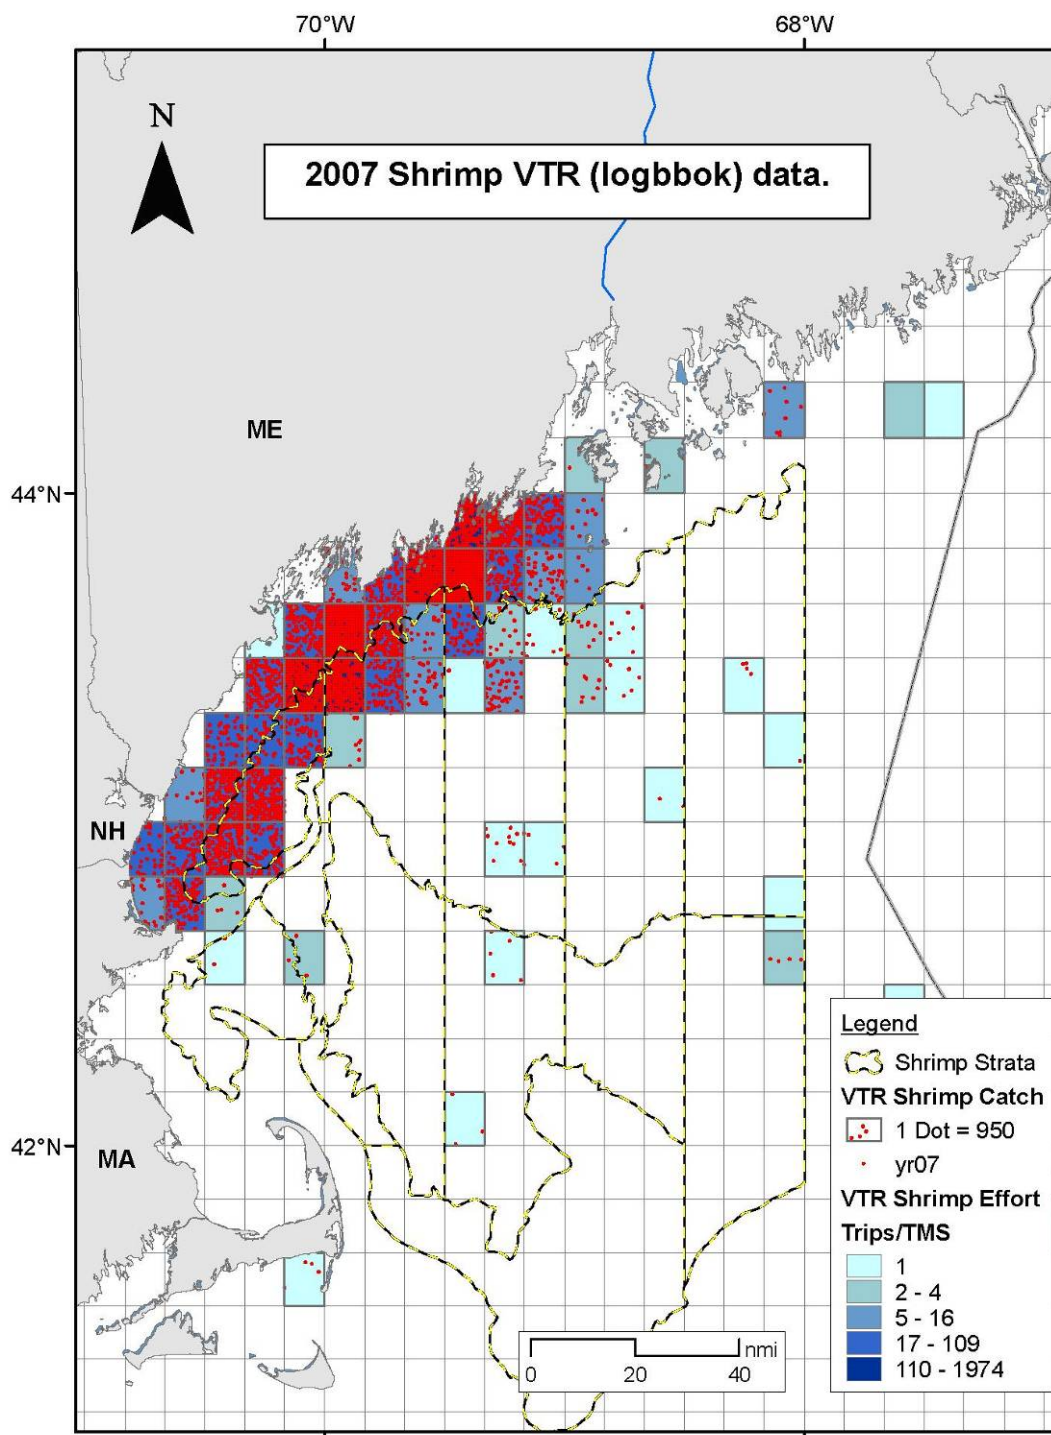 70°W
68°W
N
2007 Shrimp VTR (logbbok) data.
ME
44°N
NH
Legend
Shrimp Strata
VTR Shrimp Catch
1 Dot = 950
yr07
VTR Shrimp Effort
Trips/TMS
1
2 - 4
5 - 16
17 - 109
110 - 1974
42°N
MA
nmi
0 20 40